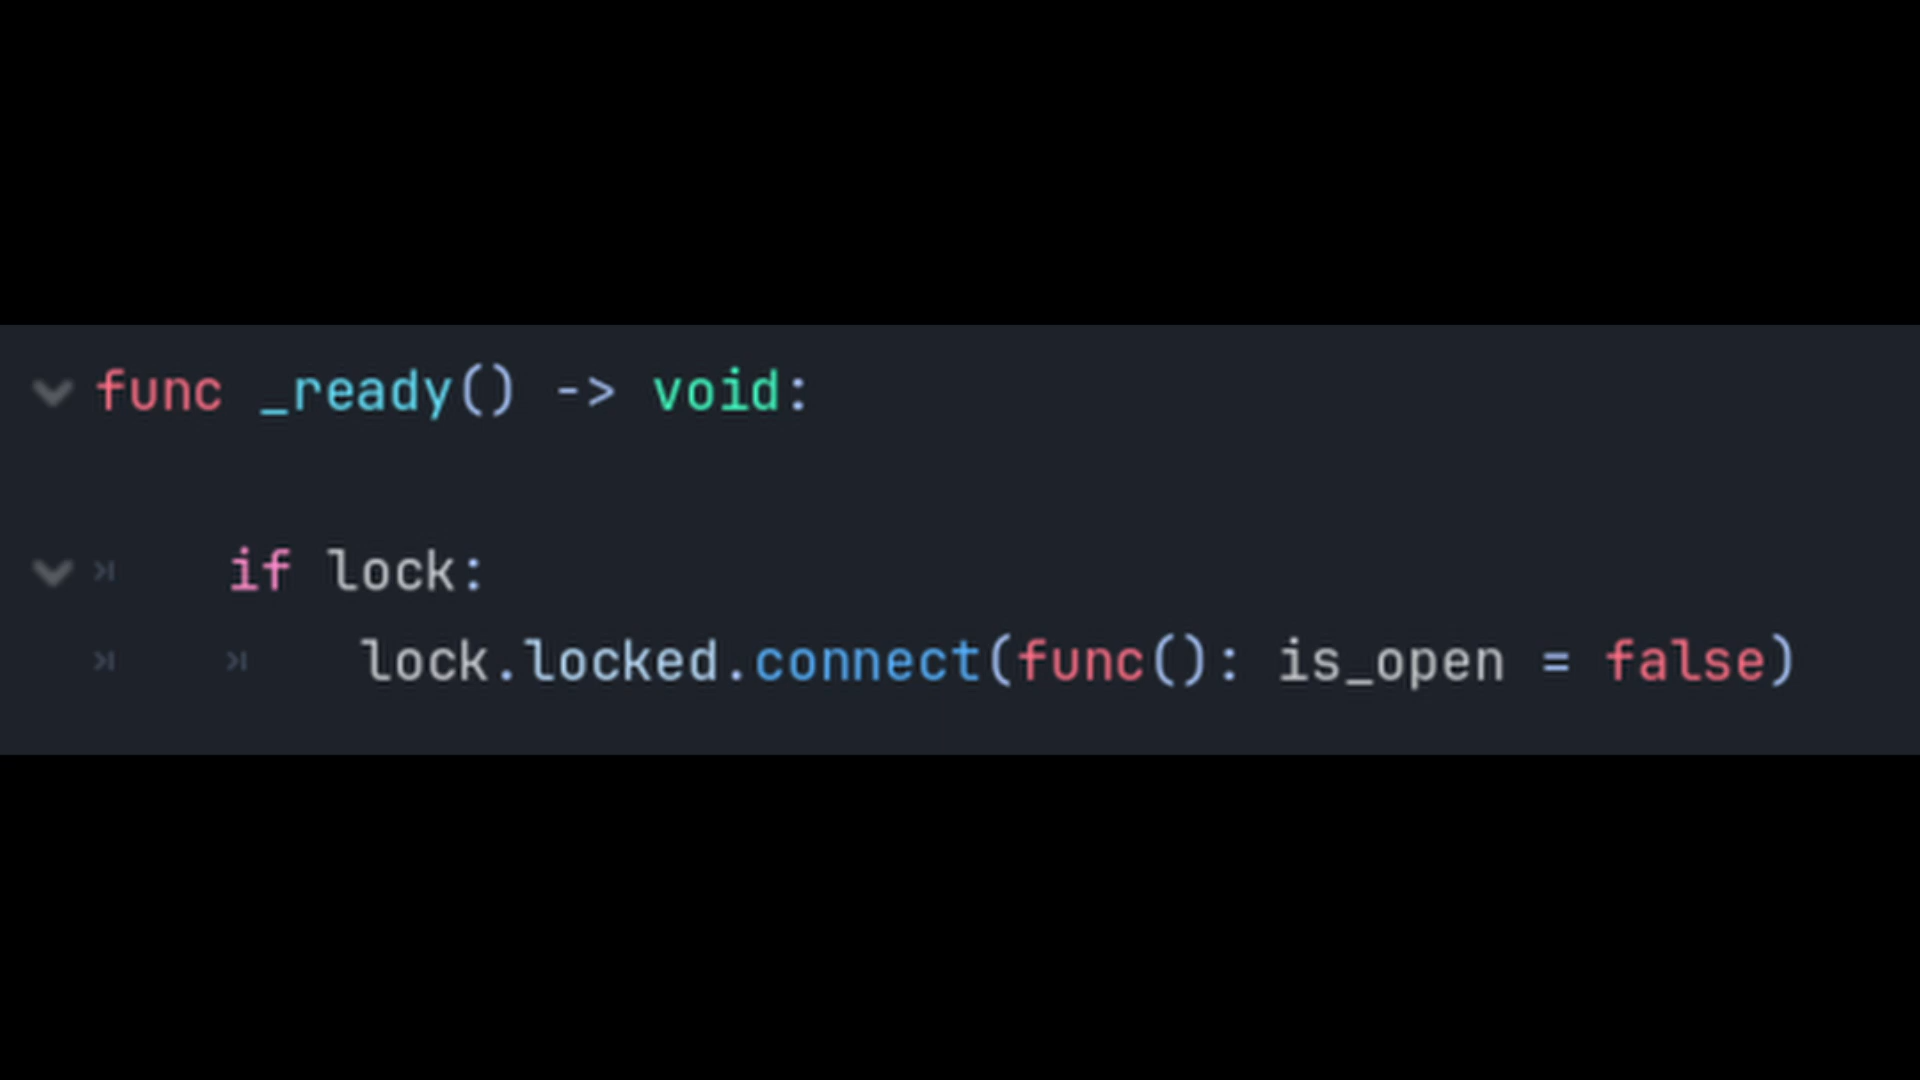 func _ready() -> void:
if lock:
lock.locked.connect(func(): is_open = false)